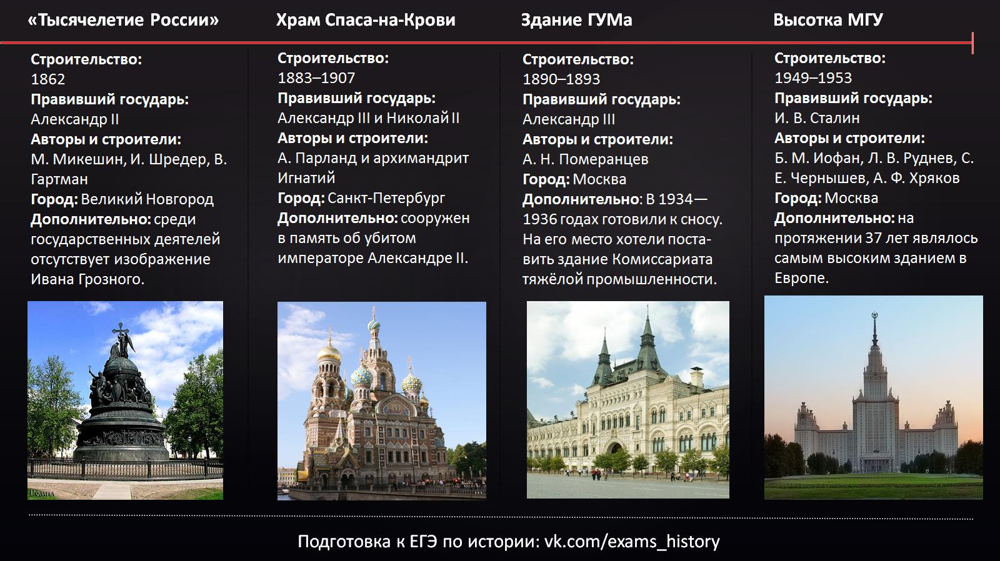 «Тысячелетие России»
Строительство:
1862
Правивший государь:
Александр II
Авторы и строители:
М. Микешин, И. Шредер, В.
Гартман
Город: Великий Новгород
Дополнительно: среди
государственных деятелей
отсутствует изображение
Ивана Грозного.
Ромил
Храм Спаса-на-Крови
Строительство:
1883–1907
Правивший государь:
Александр III и Николай II
Авторы и строители:
А. Парланд и архимандрит
Игнатий
Город: Санкт-Петербург
Дополнительно: сооружен
в память об убитом
императоре Александре II.
Здание ГУМа
Строительство:
1890–1893
Правивший государь:
Александр III
Авторы и строители:
А. Н. Померанцев
Город: Москва
Дополнительно: В 1934—
1936 годах готовили к сносу.
На его место хотели поста-
вить здание Комиссариата
тяжёлой промышленности.
Высотка МГУ
Строительство:
1949–1953
Правивший государь:
И. В. Сталин
Авторы и строители:
Б. М. Иофан, Л. В. Руднев, С.
Е. Чернышев, А. Ф. Хряков
Город: Москва
Дополнительно: на
протяжении 37 лет являлось
самым высоким зданием в
Европе.
Подготовка к ЕГЭ по истории: vk.com/exams_history